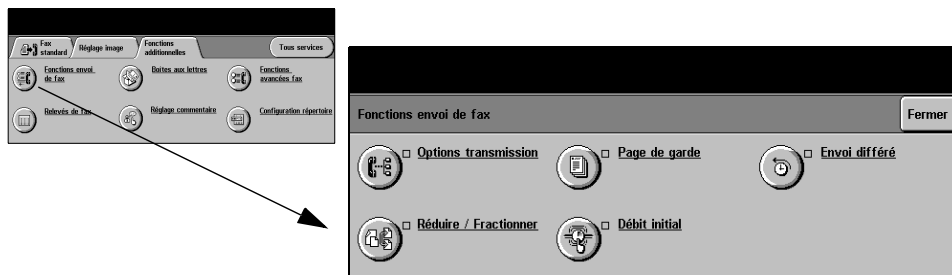 Fax
standard
Réglage image
Fonctions
additionnelles
Tous services
Fonctions envoi
de fax
Boîtes aux lettres
Fonctions
avancées fax
Relevés de fax
Réglage commentaire
Configuration répertoire
Fonctions envoi de fax
Fermer
Options transmission
Page de garde
Envoi différé
Réduire / Fractionner
Débit initial